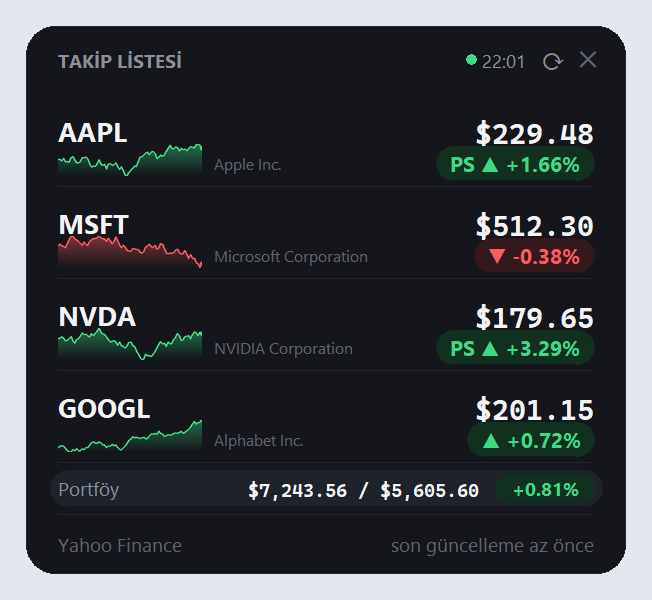 TAKİP LİSTESİ 22:01
AAPL $229.48
Apple Inc. PS ▲ +1.66%
MSFT $512.30
Microsoft Corporation ▼ -0.38%
NVDA $179.65
NVIDIA Corporation PS ▲ +3.29%
GOOGL $201.15
Alphabet Inc. ▲ +0.72%
Portföy $7,243.56 / $5,605.60 +0.81%
Yahoo Finance son güncelleme az önce